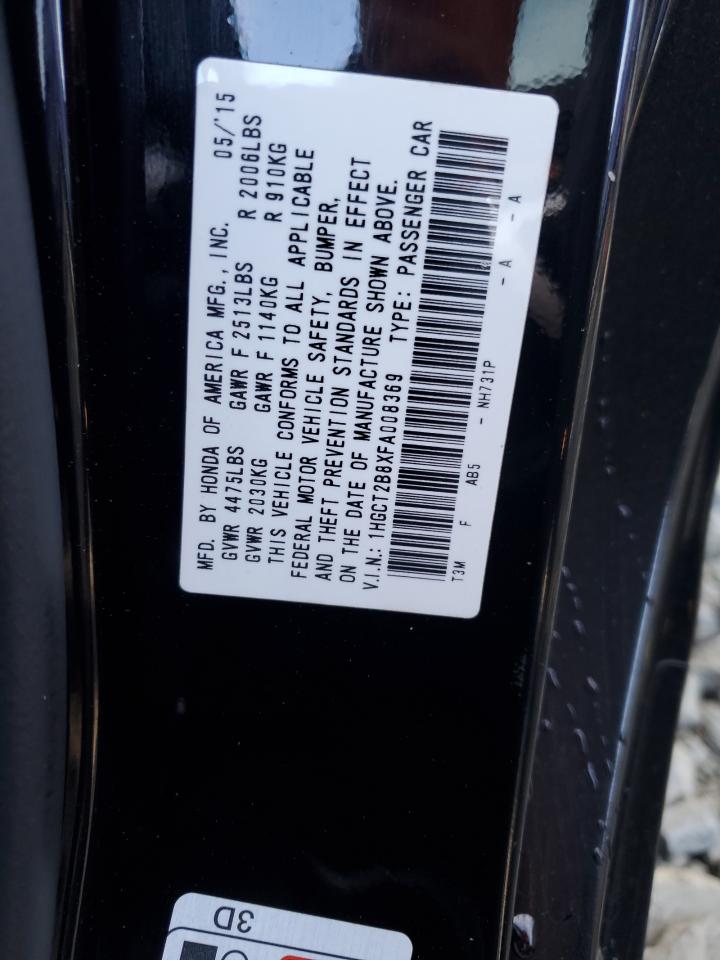 MFD. BY HONDA OF AMERICA MFG., INC. 05/'15
GVWR 4475LBS GAWR F 2513LBS R 2006LBS
GVWR 2030KG GAWR F 1140KG R 910KG
THIS VEHICLE CONFORMS TO ALL APPLICABLE
FEDERAL MOTOR VEHICLE SAFETY, BUMPER,
AND THEFT PREVENTION STANDARDS IN EFFECT
ON THE DATE OF MANUFACTURE SHOWN ABOVE.
V.I.N.: 1HGCT2B8XFA008369 TYPE: PASSENGER CAR
T3M F AB5 - NH731P - A - A
3D